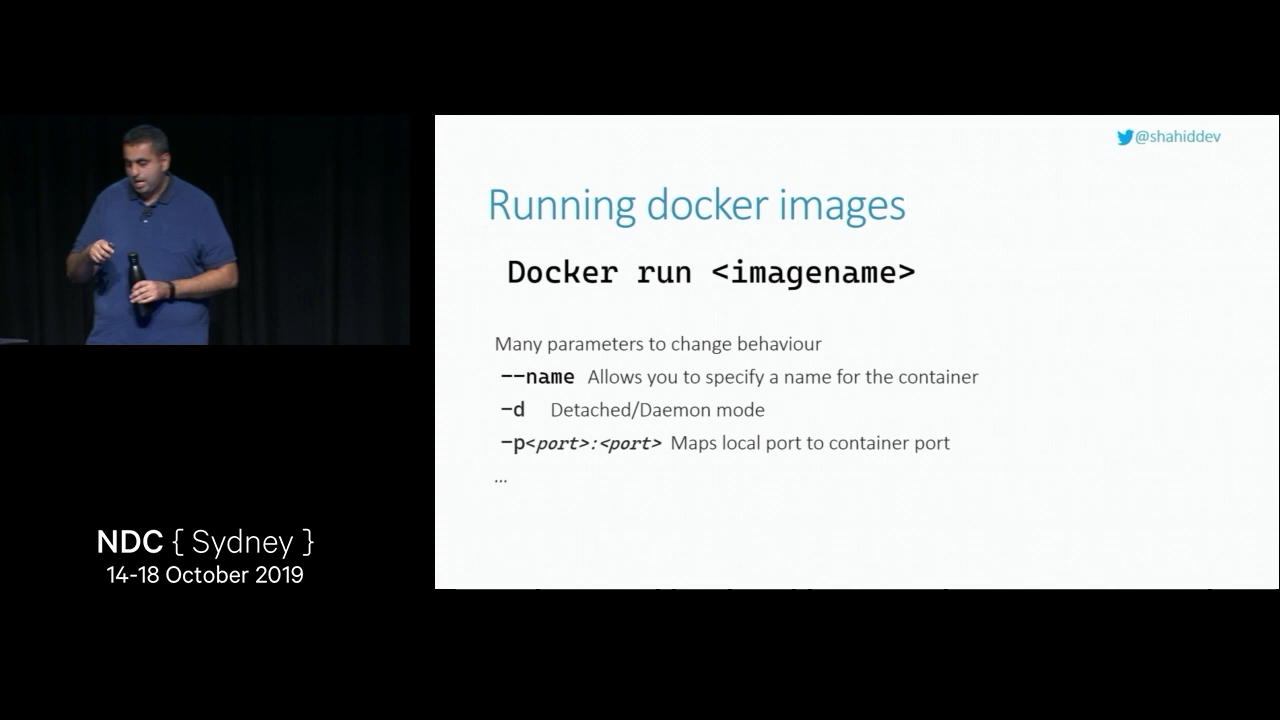 @shahiddev
Running docker images
Docker run <imagename>
Many parameters to change behaviour
--name Allows you to specify a name for the container
-d Detached/Daemon mode
-p<port>:<port> Maps local port to container port
...
NDC { Sydney }
14-18 October 2019